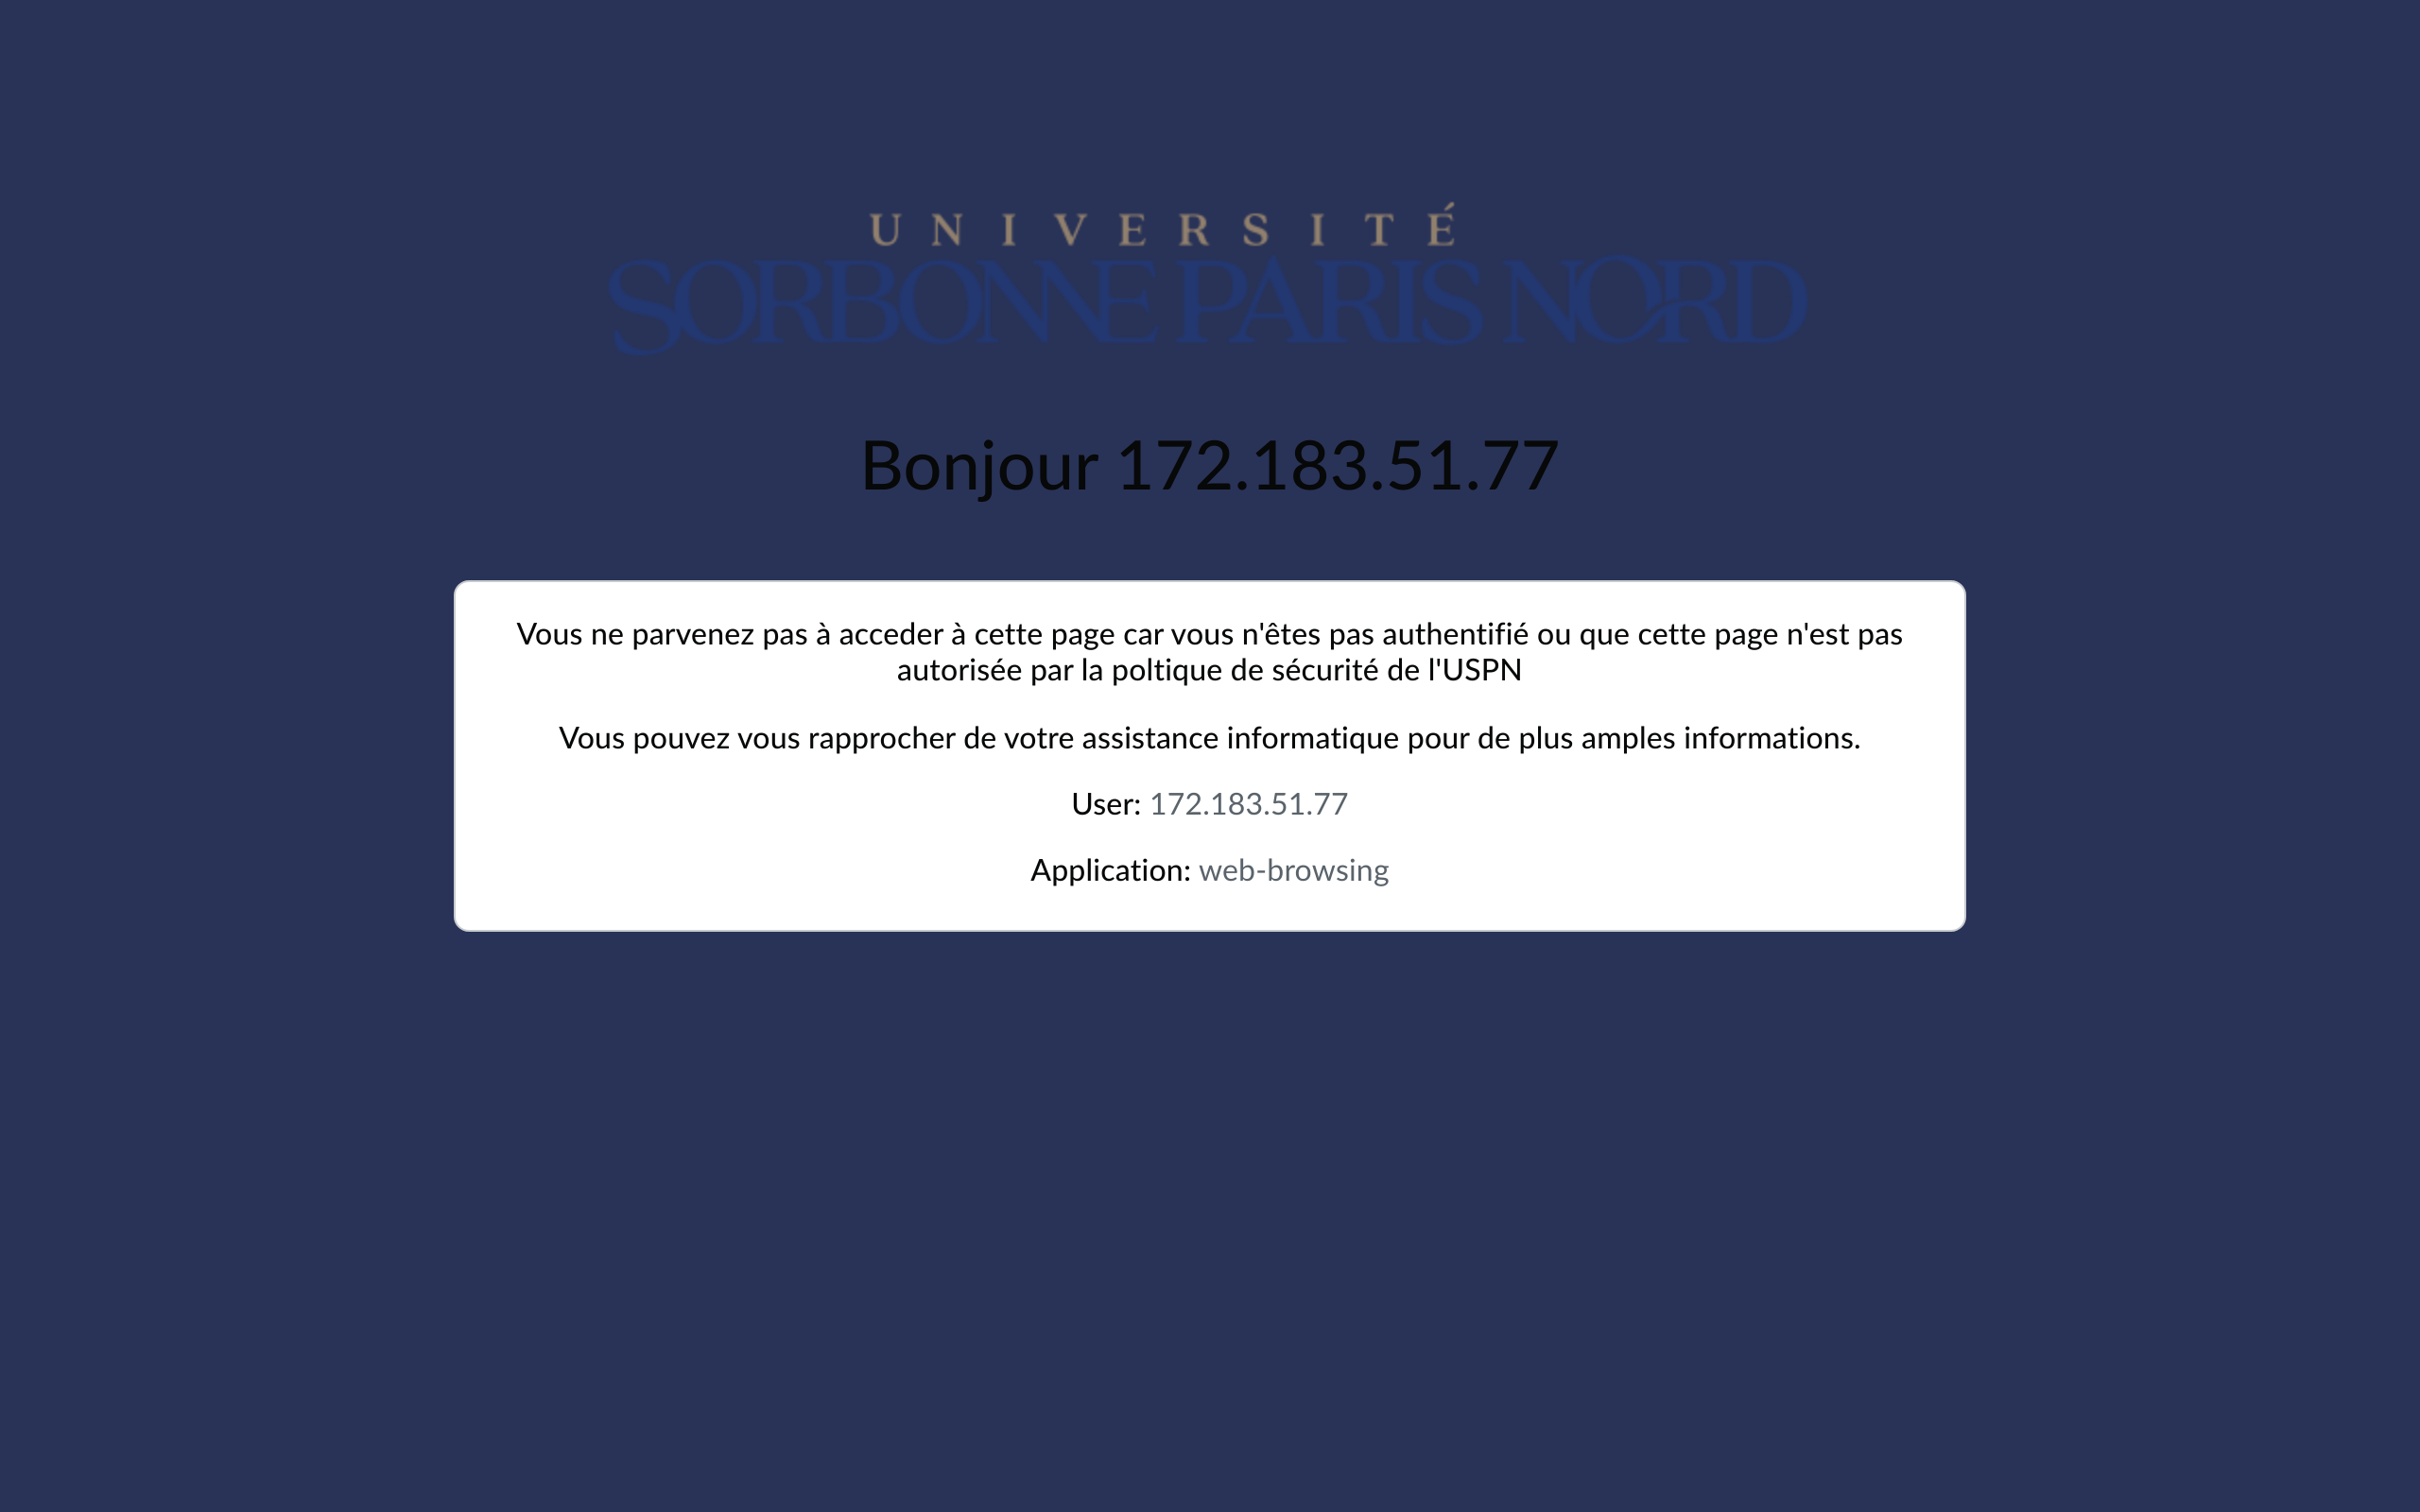 UNIVERSITÉ
SORBONNE PARIS NORD
Bonjour 172.183.51.77
Vous ne parvenez pas à acceder à cette page car vous n'êtes pas authentifié ou que cette page n'est pas
autorisée par la poltique de sécurité de l'USPN
Vous pouvez vous rapprocher de votre assistance informatique pour de plus amples informations.
User: 172.183.51.77
Application: web-browsing